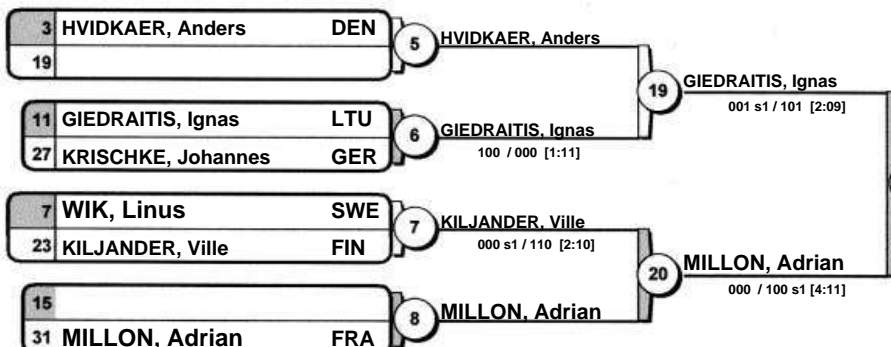 3 HVIDKAER, Anders DEN
19
5 HVIDKAER, Anders
11 GIEDRAITIS, Ignas LTU
27 KRISCHKE, Johannes GER
6 GIEDRAITIS, Ignas
100 / 000 [1:11]
19 GIEDRAITIS, Ignas
001 s1 / 101 [2:09]
7 WIK, Linus SWE
23 KILJANDER, Ville FIN
7 KILJANDER, Ville
000 s1 / 110 [2:10]
15
31 MILLON, Adrian FRA
8 MILLON, Adrian
20 MILLON, Adrian
000 / 100 s1 [4:11]